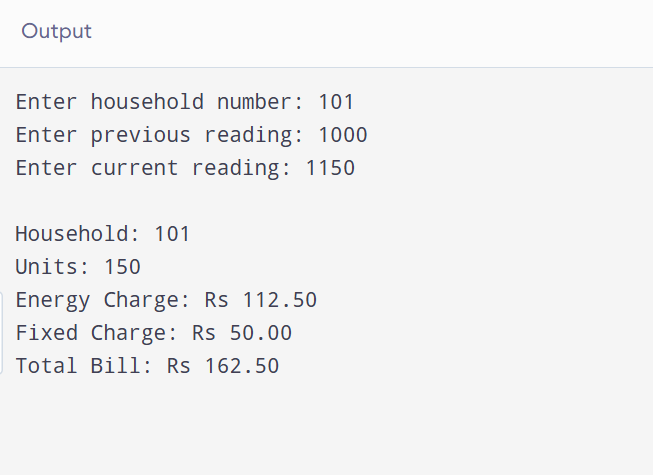 Output
Enter household number: 101
Enter previous reading: 1000
Enter current reading: 1150
Household: 101
Units: 150
Energy Charge: Rs 112.50
Fixed Charge: Rs 50.00
Total Bill: Rs 162.50